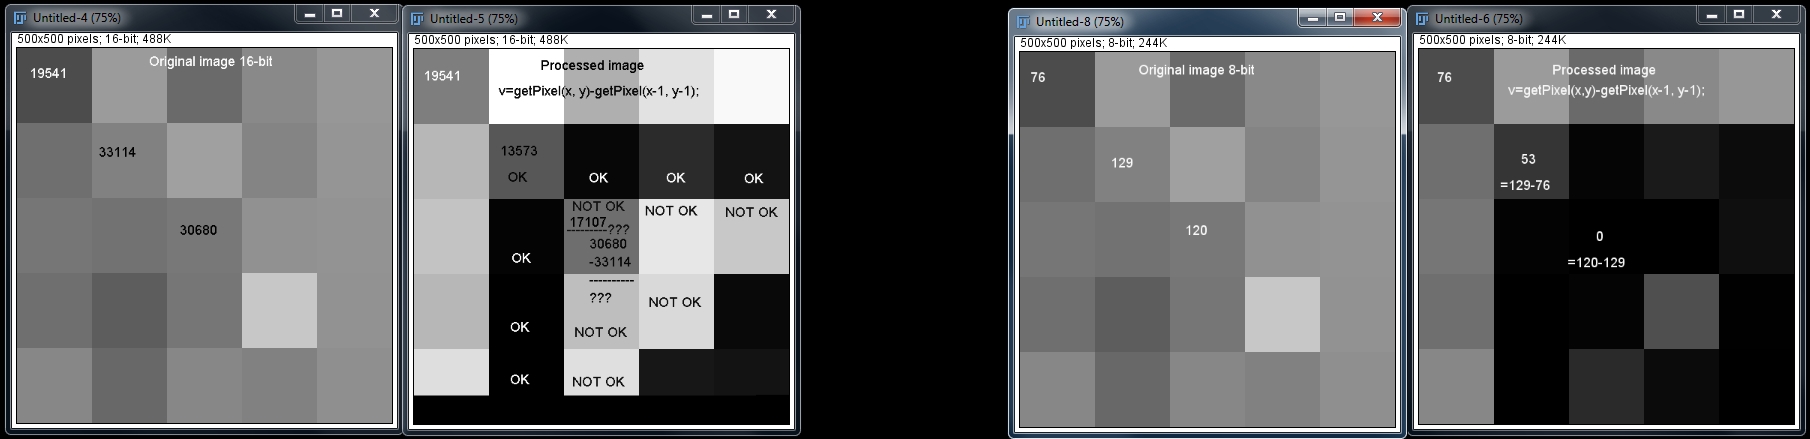 Untitled-4 (75%)
500x500 pixels; 16-bit; 488K
19541
Original image 16-bit
33114
30680
Untitled-5 (75%)
500x500 pixels; 16-bit; 488K
19541
Processed image
v=getPixel(x, y)-getPixel(x-1, y-1);
13573
OK
OK
OK
OK
NOT OK
NOT OK
NOT OK
17107
---------???
30680
-33114
----------
???
OK
NOT OK
OK
NOT OK
OK
NOT OK
Untitled-8 (75%)
500x500 pixels; 8-bit; 244K
76
Original image 8-bit
129
120
Untitled-6 (75%)
500x500 pixels; 8-bit; 244K
76
Processed image
v=getPixel(x,y)-getPixel(x-1, y-1);
53
=129-76
0
=120-129